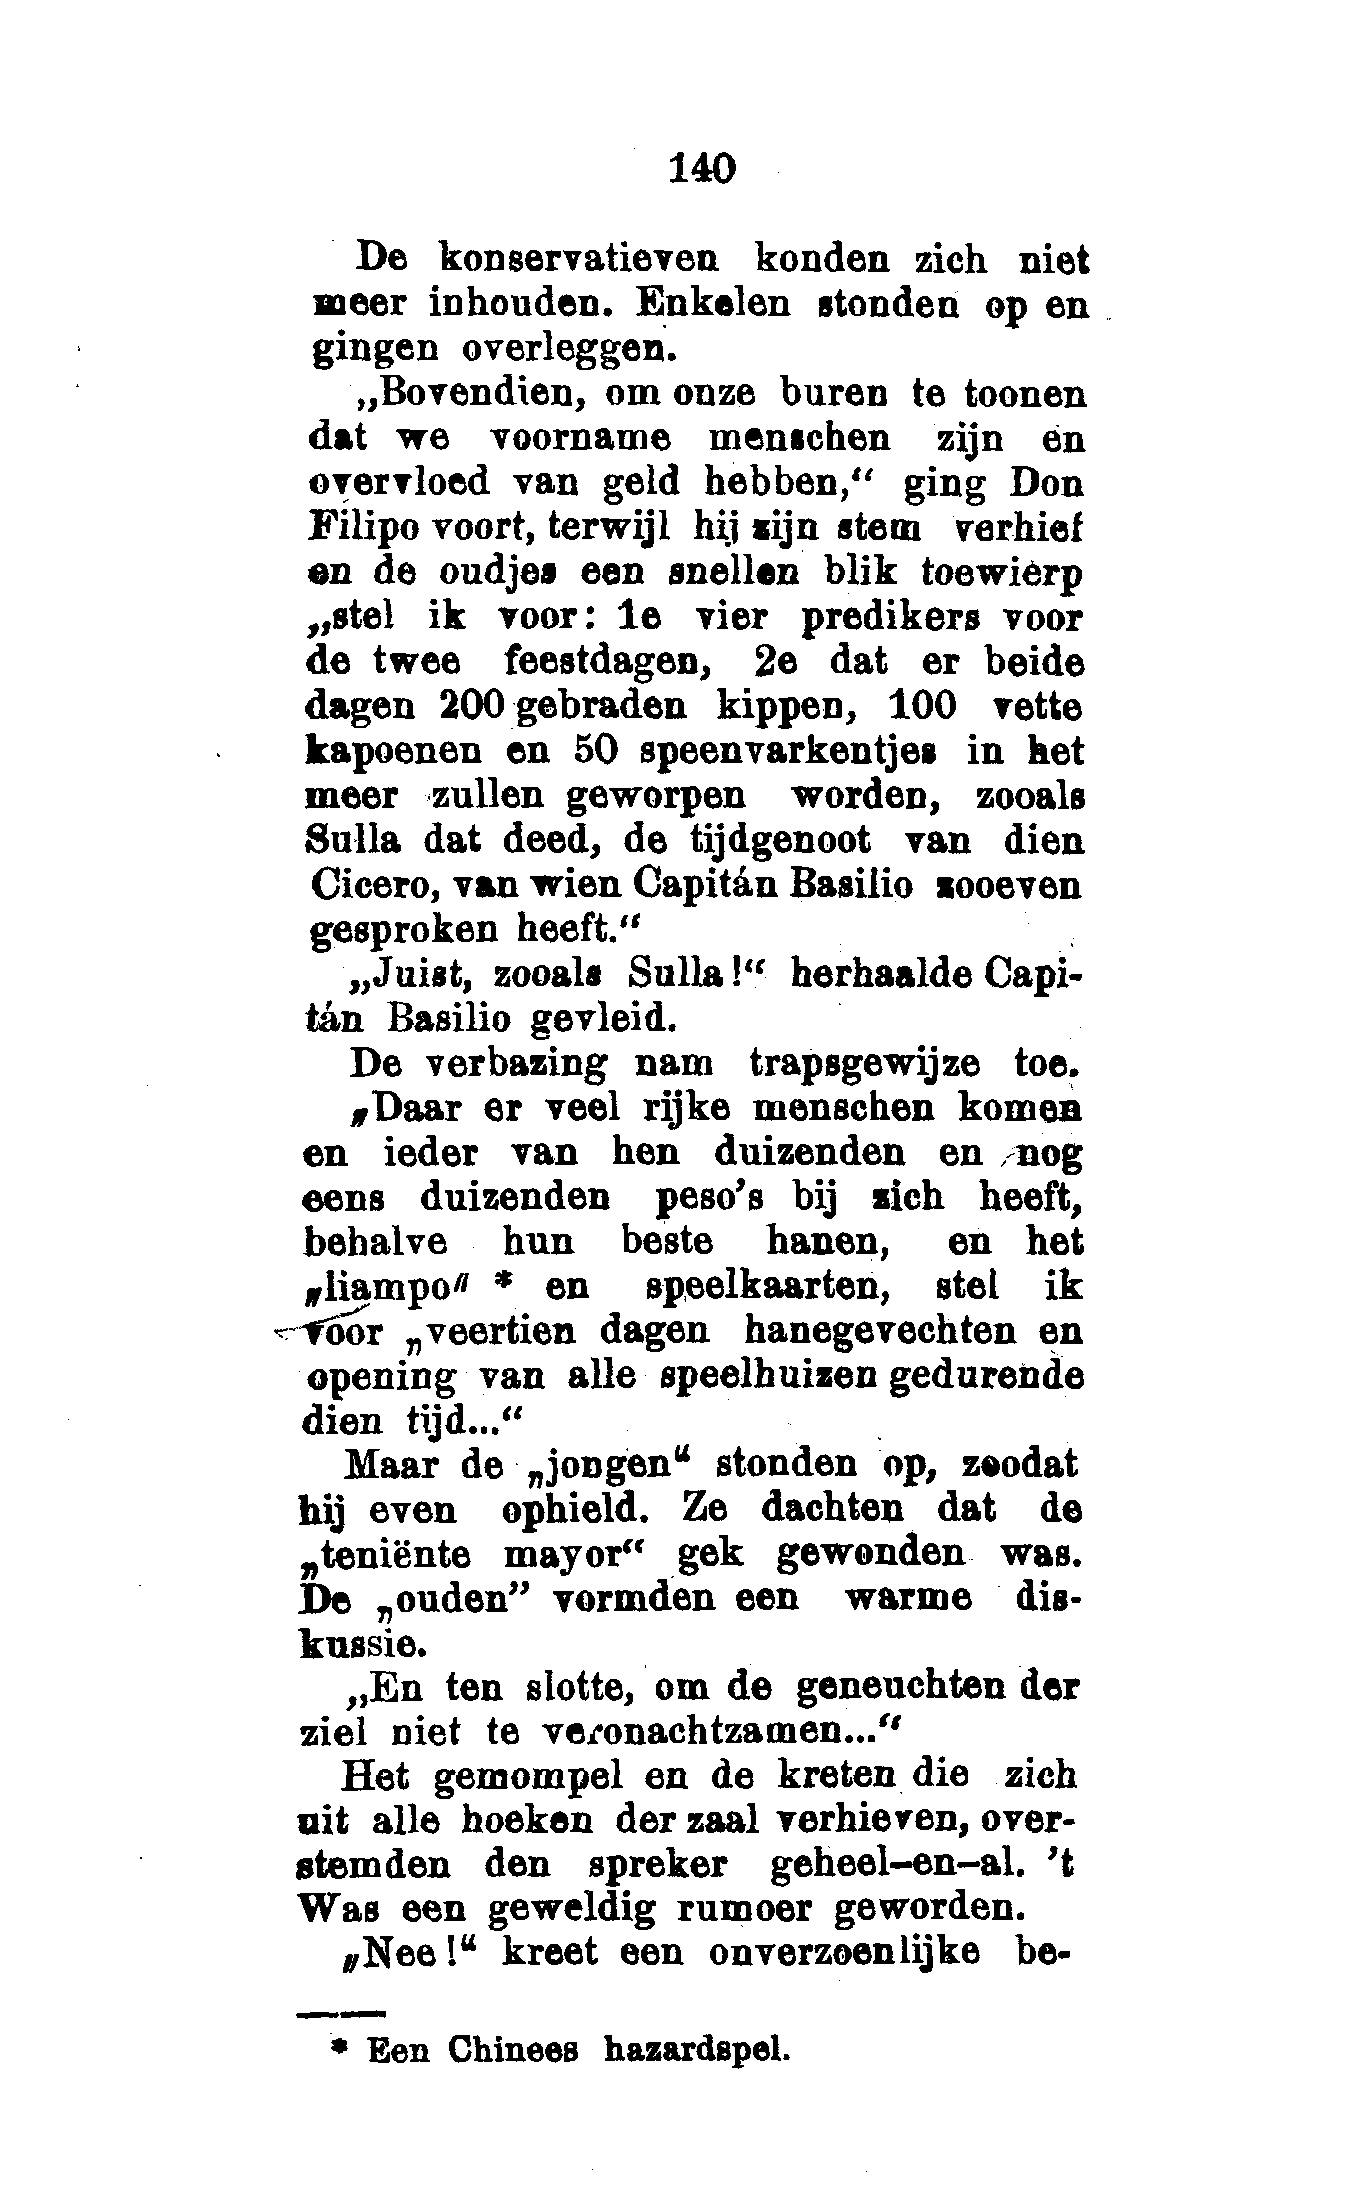 140
De konservatieven konden zich niet
meer inhouden. Enkelen stonden op en
gingen overleggen.
„Bovendien, om onze buren te toonen
dat we voorname menschen zijn en
overvloed van geld hebben,“ ging Don
Filipo voort, terwijl hij zijn stem verhief
en de oudjes een snellen blik toewierp
„stel ik voor: 1e vier predikers voor
de twee feestdagen, 2e dat er beide
dagen 200 gebraden kippen, 100 vette
kapoenen en 50 speenvarkentjes in het
meer zullen geworpen worden, zooals
Sulla dat deed, de tijdgenoot van dien
Cicero, van wien Capitán Basilio zooeven
gesproken heeft.“
„Juist, zooals Sulla!“ herhaalde Capi-
tán Basilio gevleid.
De verbazing nam trapsgewijze toe.
„Daar er veel rijke menschen komen
en ieder van hen duizenden en nog
eens duizenden peso’s bij zich heeft,
behalve hun beste hanen, en het
„liampo“ * en speelkaarten, stel ik
voor „veertien dagen hanegevechten en
opening van alle speelhuizen gedurende
dien tijd...“
Maar de „jongen“ stonden op, zoodat
hij even ophield. Ze dachten dat de
„teniënte mayor“ gek gewonden was.
De „ouden” vormden een warme dis-
kussie.
„En ten slotte, om de geneuchten der
ziel niet te veronachtzamen...“
Het gemompel en de kreten die zich
uit alle hoeken der zaal verhieven, over-
stemden den spreker geheel-en-al. ’t
Was een geweldig rumoer geworden.
„Nee!“ kreet een onverzoenlijke be-
* Een Chinees hazardspel.